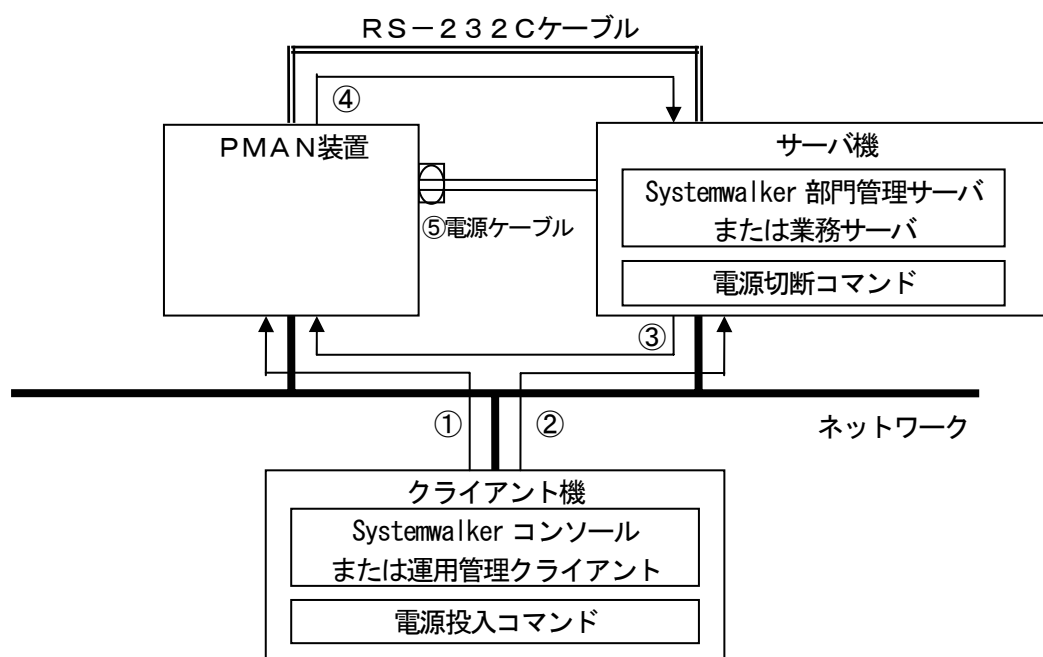 RS-232Cケーブル
④
PMAN装置
サーバ機
Systemwalker 部門管理サーバ
または業務サーバ
⑤電源ケーブル
電源切断コマンド
③
①
②
ネットワーク
クライアント機
Systemwalker コンソール
または運用管理クライアント
電源投入コマンド